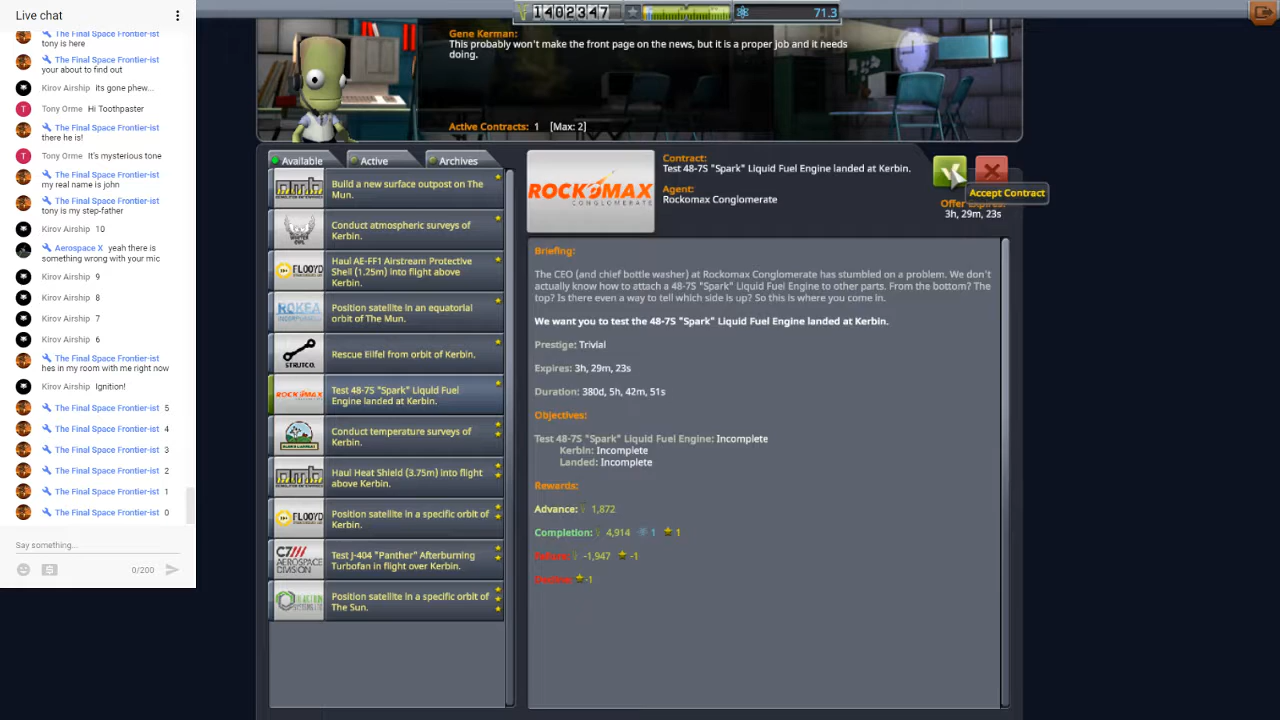 Live chat
tony is here
The Final Space Frontier-ist
your about to find out
Kirov Airship its gone phew...
Tony Orme Hi Toothpaster
The Final Space Frontier-ist
there he is!
Tony Orme It's mysterious tone
The Final Space Frontier-ist
my real name is john
The Final Space Frontier-ist
tony is my step-father
Kirov Airship 10
Aerospace X yeah there is
something wrong with your mic
Kirov Airship 9
Kirov Airship 8
Kirov Airship 7
Kirov Airship 6
The Final Space Frontier-ist
hes in my room with me right now
Kirov Airship Ignition!
The Final Space Frontier-ist 5
The Final Space Frontier-ist 4
The Final Space Frontier-ist 3
The Final Space Frontier-ist 2
The Final Space Frontier-ist 1
The Final Space Frontier-ist 0
Say something...
0/200
1402347
71.3
Gene Kerman:
This probably won't make the front page on the news, but it is a proper job and it needs
doing.
Active Contracts: 1 [Max: 2]
Available
Active
Archives
Build a new surface outpost on The
Mun.
Conduct atmospheric surveys of
Kerbin.
FLOOYD
Haul AE-FF1 Airstream Protective
Shell (1.25m) into flight above
Kerbin.
ROKEA
Position satellite in an equatorial
orbit of The Mun.
STRUTCO.
Rescue Eilfel from orbit of Kerbin.
ROCKOMAX
Test 48-7S "Spark" Liquid Fuel
Engine landed at Kerbin.
Conduct temperature surveys of
Kerbin.
Haul Heat Shield (3.75m) into flight
above Kerbin.
FLOOYD
Position satellite in a specific orbit of
Kerbin.
C7
AEROSPACE
DIVISION
Test J-404 "Panther" Afterburning
Turbofan in flight over Kerbin.
Position satellite in a specific orbit of
The Sun.
ROCKOMAX
CONGLOMERATE
Contract:
Test 48-7S "Spark" Liquid Fuel Engine landed at Kerbin.
Agent:
Rockomax Conglomerate
Accept Contract
Offer Expires:
3h, 29m, 23s
Briefing:
The CEO (and chief bottle washer) at Rockomax Conglomerate has stumbled on a problem. We don't
actually know how to attach a 48-7S "Spark" Liquid Fuel Engine to other parts. From the bottom? The
top? Is there even a way to tell which side is up? So this is where you come in.
We want you to test the 48-7S "Spark" Liquid Fuel Engine landed at Kerbin.
Prestige: Trivial
Expires: 3h, 29m, 23s
Duration: 380d, 5h, 42m, 51s
Objectives:
Test 48-7S "Spark" Liquid Fuel Engine: Incomplete
Kerbin: Incomplete
Landed: Incomplete
Rewards:
Advance: 1,872
Completion: 4,914 1 1
Failure: -1,947 -1
Decline: -1